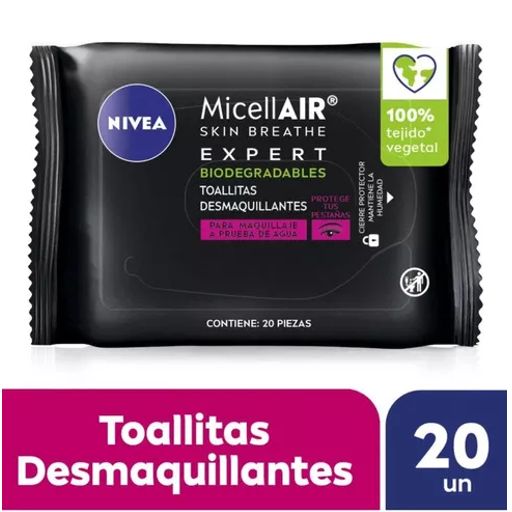 NIVEA
MicellAIR®
SKIN BREATHE
EXPERT
BIODEGRADABLES
TOALLITAS
DESMAQUILLANTES
PROTEGE
TUS
PESTAÑAS
PARA MAQUILLAJE
A PRUEBA DE AGUA
100%
tejido*
vegetal
CIERRE PROTECTOR
MANTIENE LA
HUMEDAD
CONTIENE: 20 PIEZAS
Toallitas
Desmaquillantes
20
un